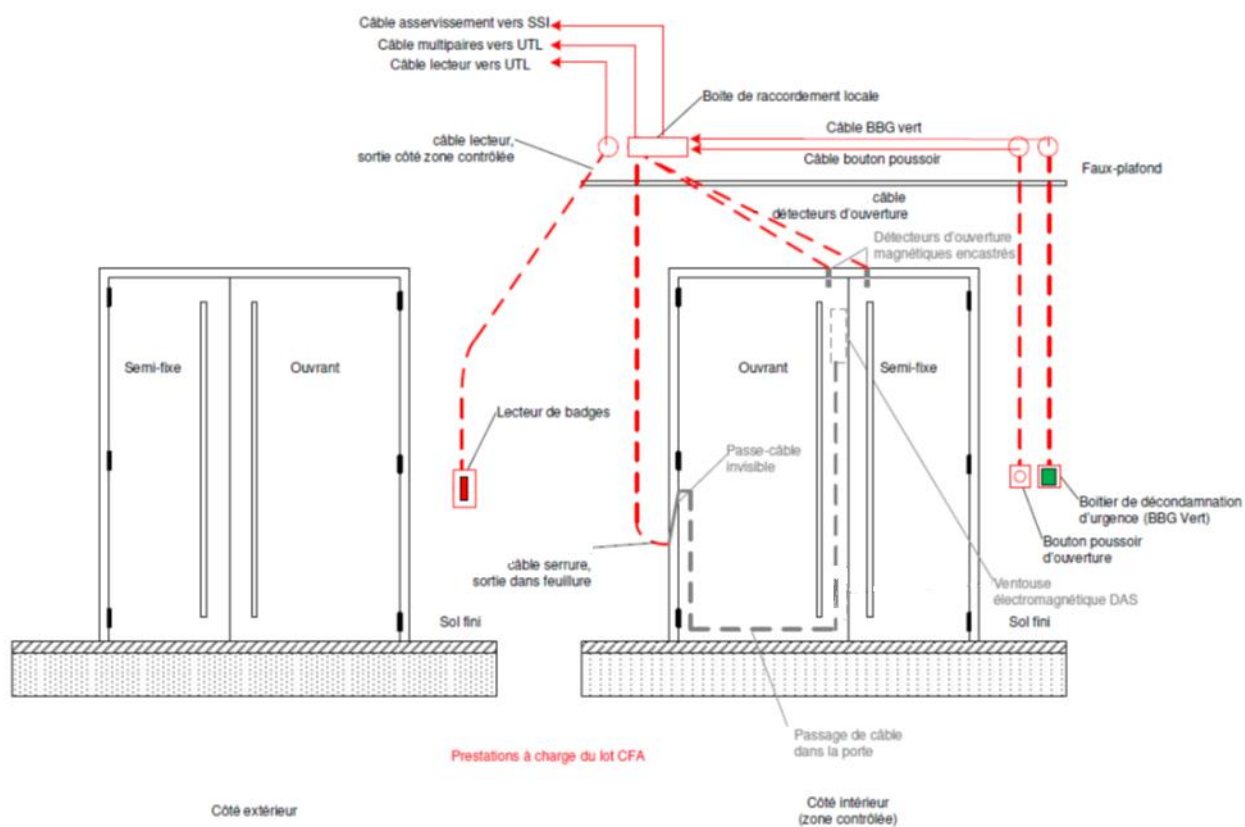 Câble asservissement vers SSI
Câble multipaires vers UTL
Câble lecteur vers UTL
Boite de raccordement locale
Câble BBG vert
câble lecteur,
sortie côté zone contrôlée
Câble bouton poussoir
Faux-plafond
câble
détecteurs d'ouverture
Détecteurs d'ouverture
magnétiques encastrés
Semi-fixe
Ouvrant
Ouvrant
Semi-fixe
Lecteur de badges
Passe-câble
invisible
Boitier de décondamnation
d'urgence (BBG Vert)
Bouton poussoir
d'ouverture
câble serrure,
sortie dans feuillure
Ventouse
électromagnétique DAS
Sol fini
Sol fini
Passage de câble
dans la porte
Prestations à charge du lot CFA
Côté extérieur
Côté intérieur
(zone contrôlée)